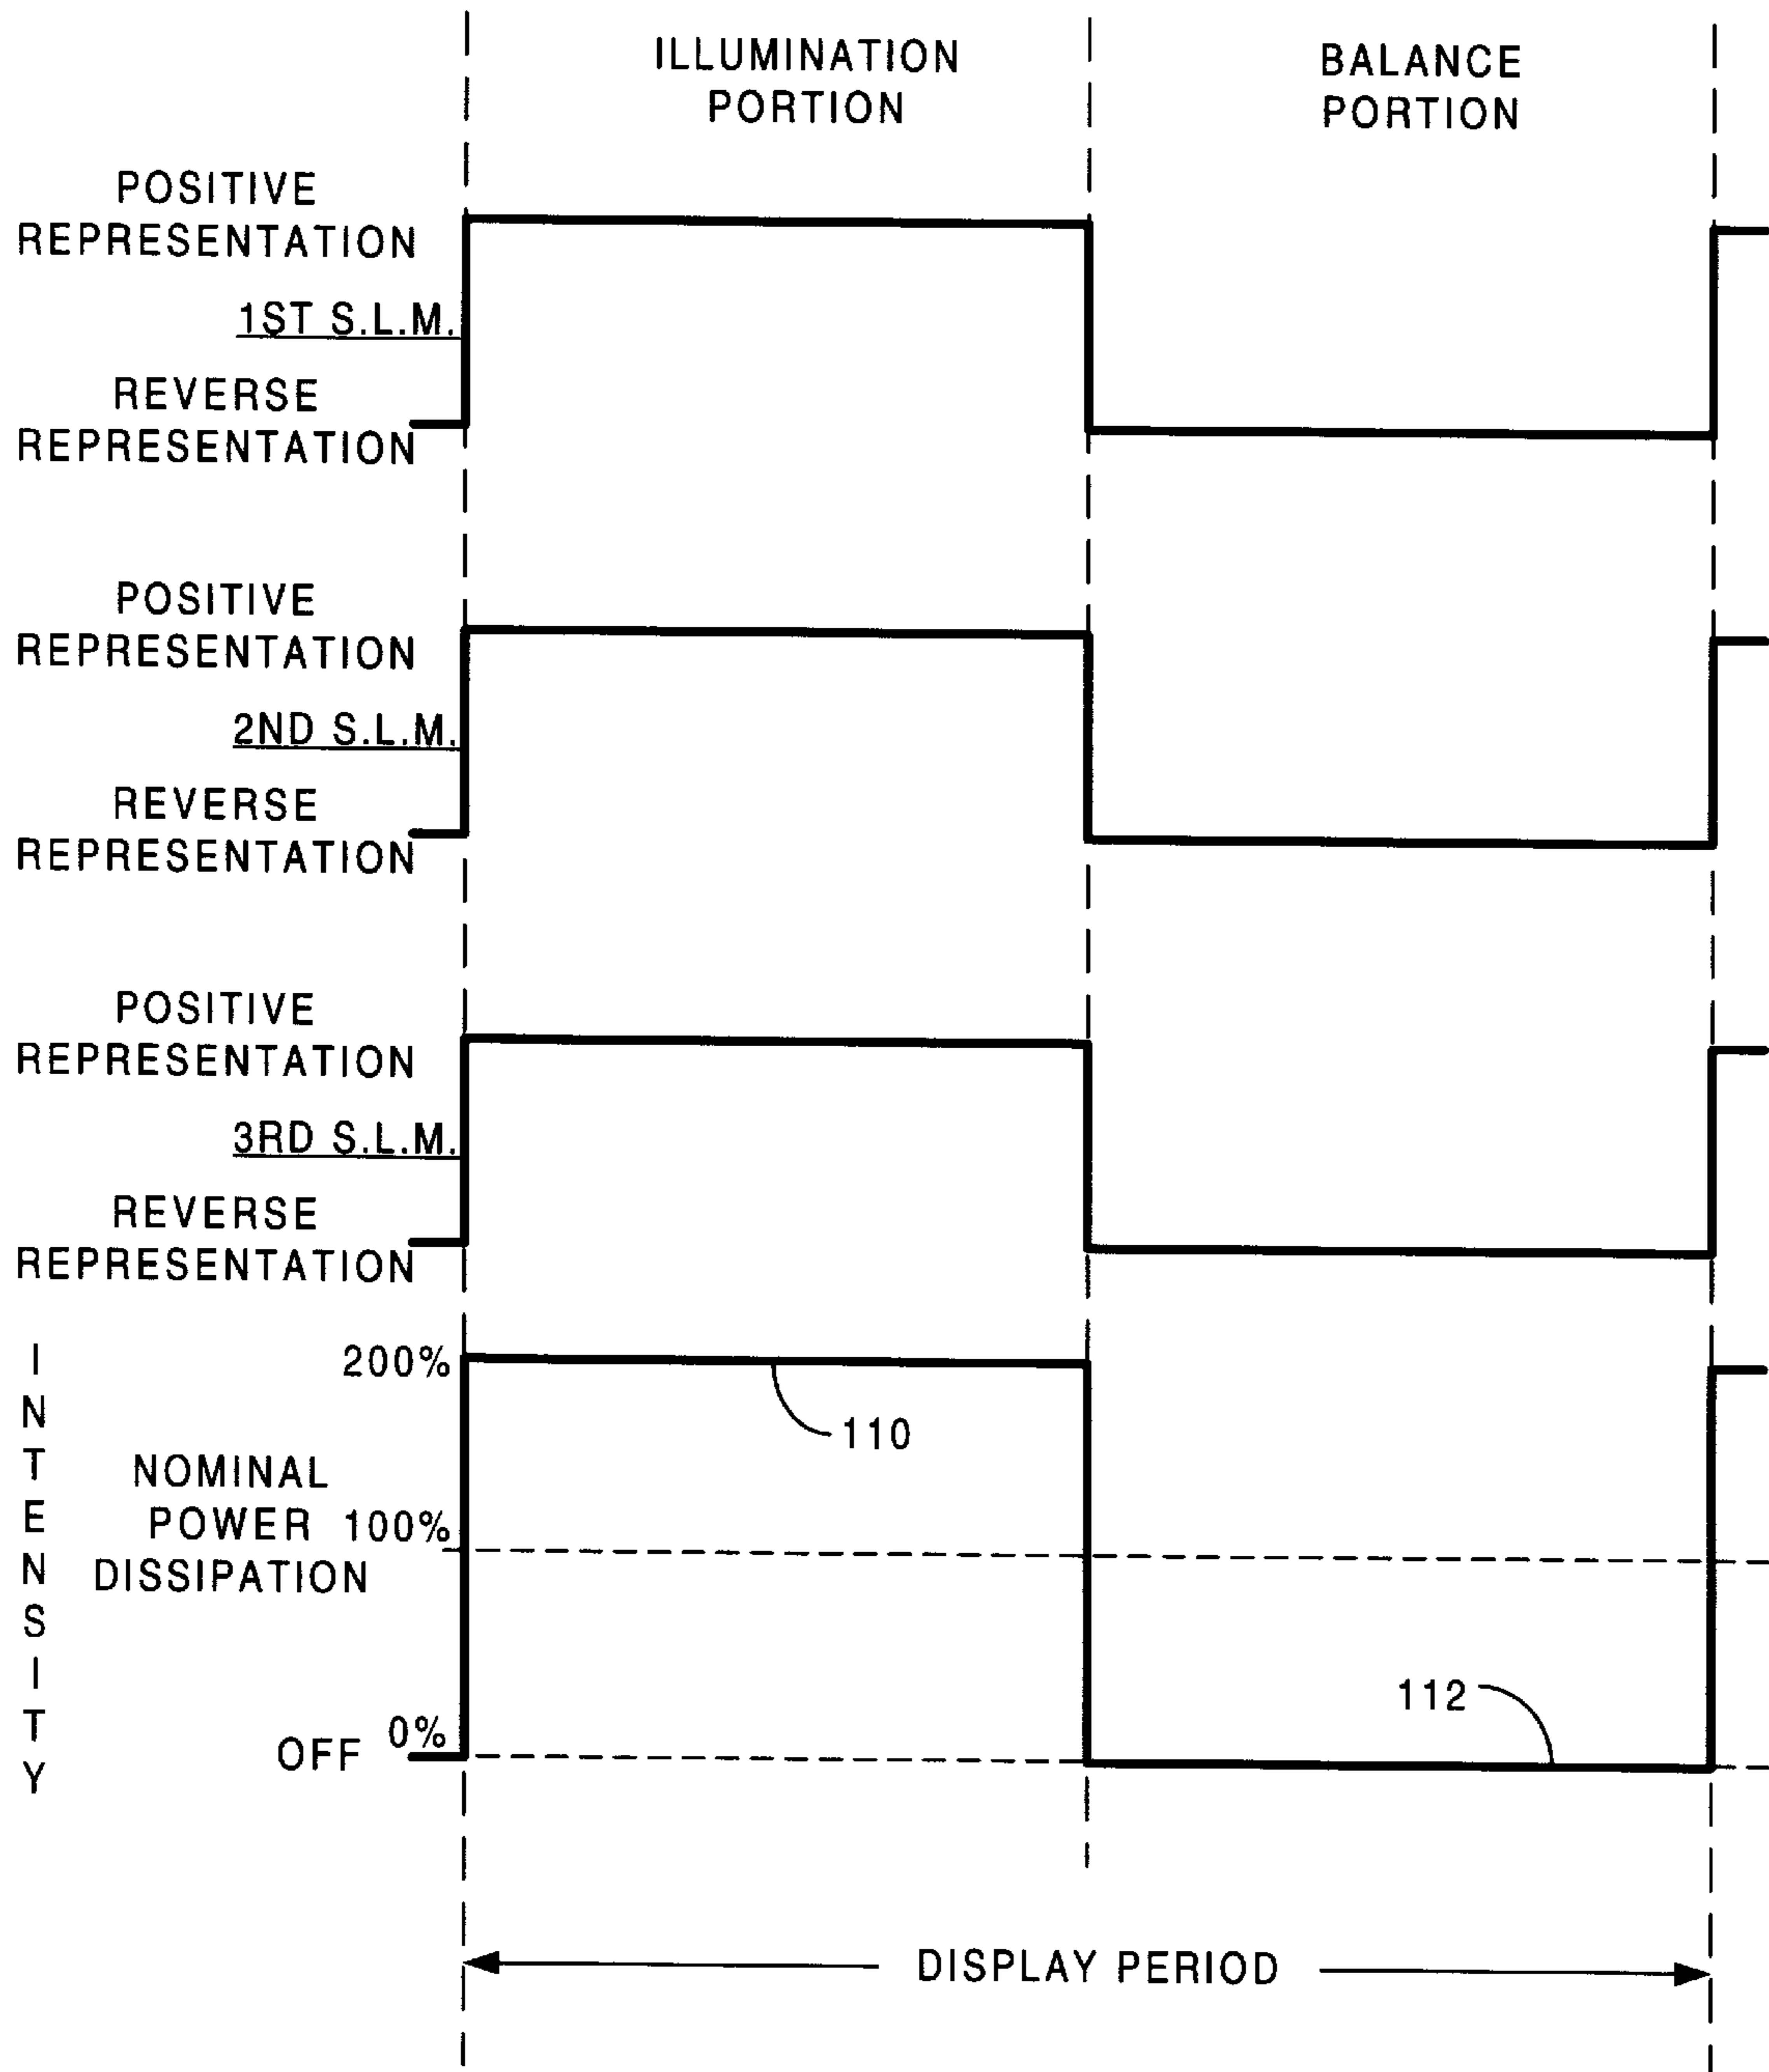 ILLUMINATION
PORTION
BALANCE
PORTION
POSITIVE
REPRESENTATION
1ST S.L.M.
REVERSE
REPRESENTATION
POSITIVE
REPRESENTATION
2ND S.L.M.
REVERSE
REPRESENTATION
POSITIVE
REPRESENTATION
3RD S.L.M.
REVERSE
REPRESENTATION
INTENSITY
200%
110
NOMINAL
POWER 100%
DISSIPATION
112
OFF 0%
DISPLAY PERIOD